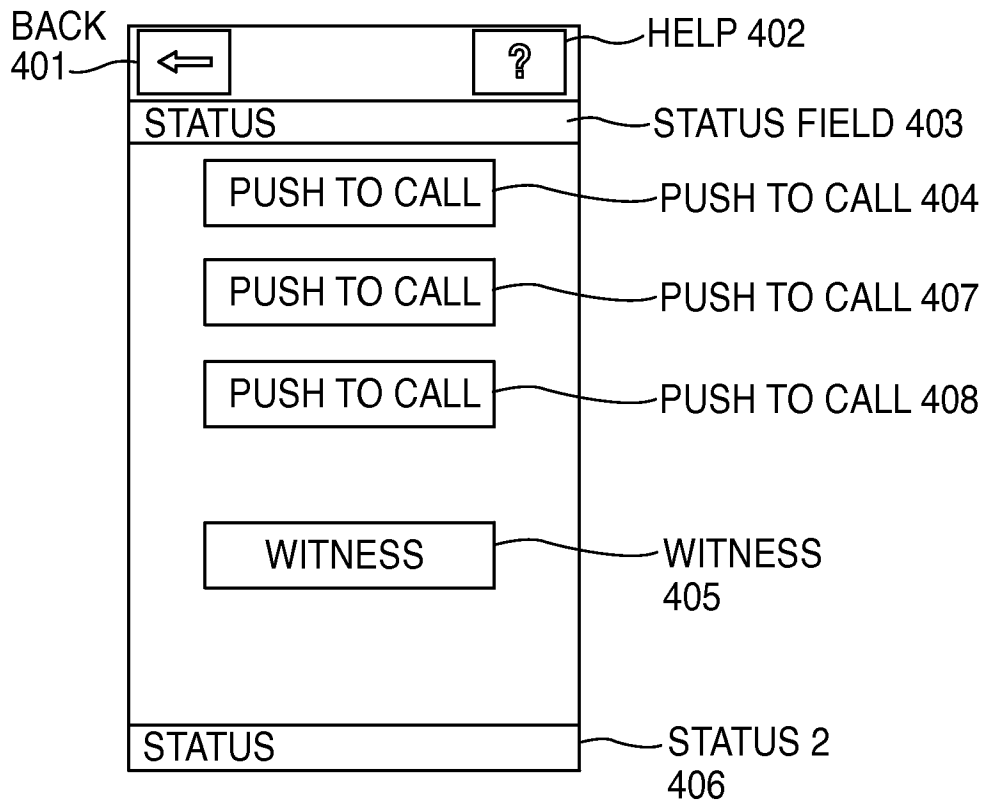 BACK
401
HELP 402
?
STATUS
STATUS FIELD 403
PUSH TO CALL
PUSH TO CALL 404
PUSH TO CALL
PUSH TO CALL 407
PUSH TO CALL
PUSH TO CALL 408
WITNESS
WITNESS
405
STATUS
STATUS 2
406